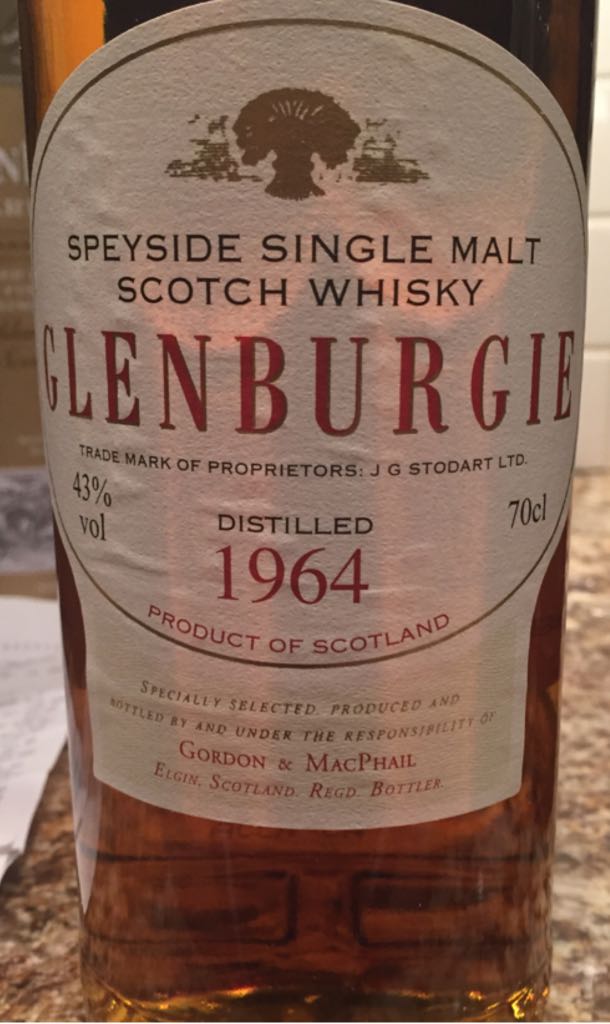 SPEYSIDE SINGLE MALT
SCOTCH WHISKY
GLENBURGIE
TRADE MARK OF PROPRIETORS: J G STODART LTD.
43%
vol
70cl
DISTILLED
1964
PRODUCT OF SCOTLAND
SPECIALLY SELECTED, PRODUCED AND
BOTTLED BY AND UNDER THE RESPONSIBILITY OF
GORDON & MACPHAIL
ELGIN, SCOTLAND. REGD. BOTTLER.